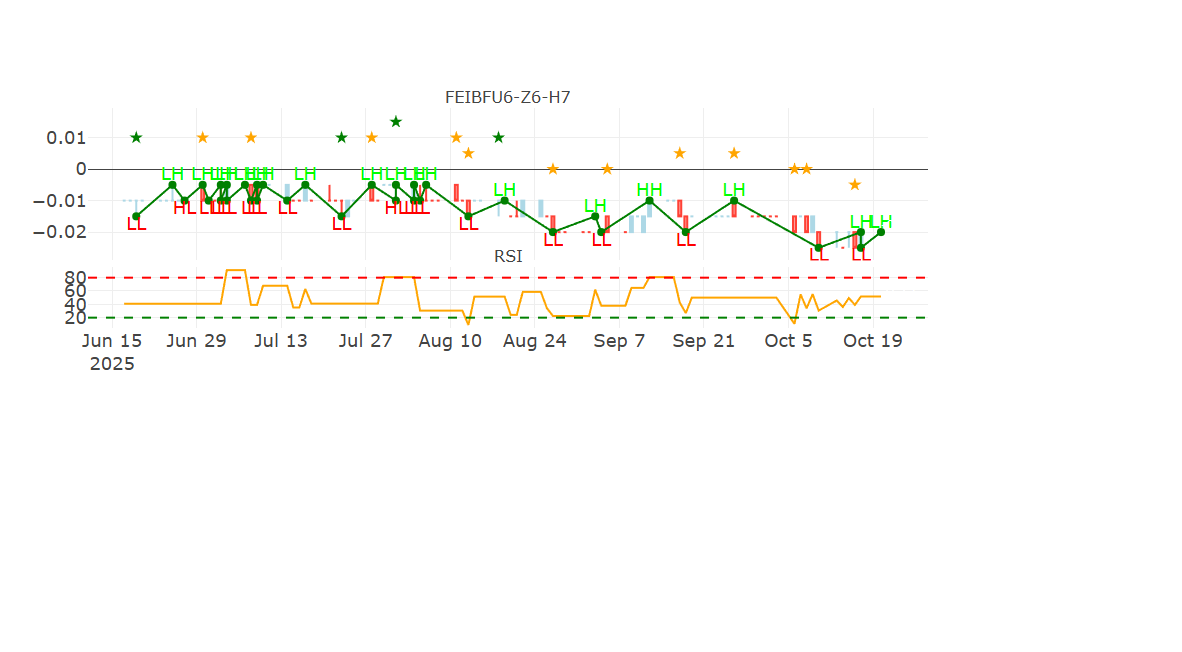 FEIBFU6-Z6-H7
0.01
0
−0.01
−0.02
LH LH LH LH LH LH LH LH LH HH LH LH LH
LL HL LL LL LL LL LL HL LL LL LL LL LL LL LL LL
RSI
80
60
40
20
Jun 15 Jun 29 Jul 13 Jul 27 Aug 10 Aug 24 Sep 7 Sep 21 Oct 5 Oct 19
2025